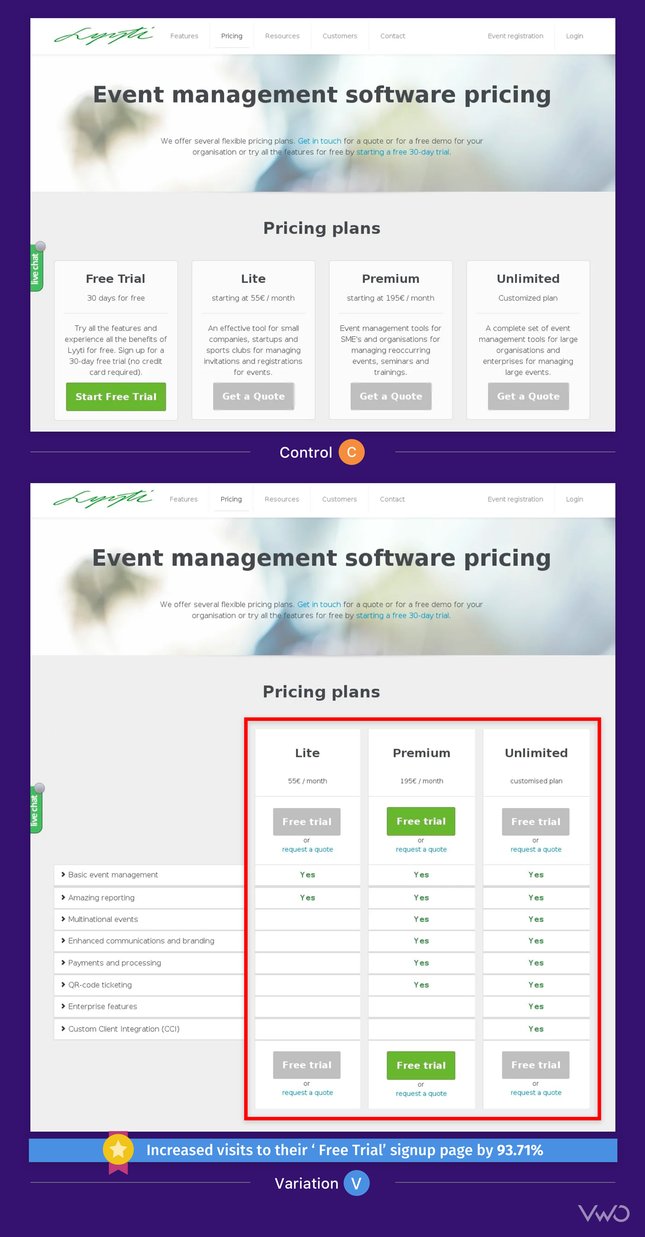 Lyyti Features Pricing Resources Customers Contact Event registration Login
Event management software pricing
We offer several flexible pricing plans. Get in touch for a quote or for a free demo for your
organisation or try all the features for free by starting a free 30-day trial.
Pricing plans
live chat
Free Trial
30 days for free
Try all the features and
experience all the benefits of
Lyyti for free. Sign up for a
30-day free trial (no credit
card required).
Start Free Trial
Lite
starting at 55€ / month
An effective tool for small
companies, startups and
sports clubs for managing
invitations and registrations
for events.
Get a Quote
Premium
starting at 195€ / month
Event management tools for
SME's and organisations for
managing reoccurring
events, seminars and
trainings.
Get a Quote
Unlimited
Customized plan
A complete set of event
management tools for large
organisations and
enterprises for managing
large events.
Get a Quote
Control C
Lyyti Features Pricing Resources Customers Contact Event registration Login
Event management software pricing
We offer several flexible pricing plans. Get in touch for a quote or for a free demo for your
organisation or try all the features for free by starting a free 30-day trial.
Pricing plans
live chat
Lite Premium Unlimited
55€ / month 195€ / month customised plan
Free trial Free trial Free trial
or or or
request a quote request a quote request a quote
Basic event management Yes Yes Yes
Amazing reporting Yes Yes Yes
Multinational events Yes Yes
Enhanced communications and branding Yes Yes
Payments and processing Yes Yes
QR-code ticketing Yes Yes
Enterprise features Yes
Custom Client Integration (CCI) Yes
Free trial Free trial Free trial
or or or
request a quote request a quote request a quote
Increased visits to their ‘ Free Trial’ signup page by 93.71%
Variation V
VWO